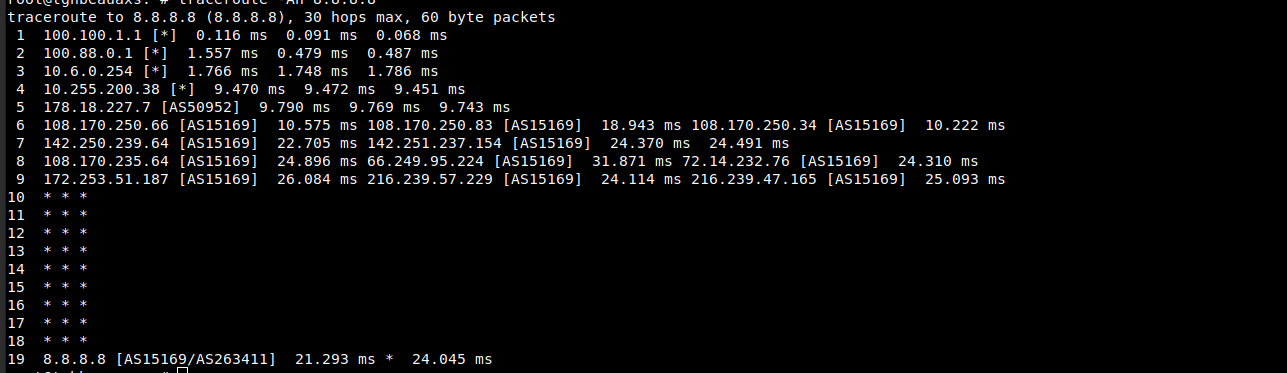 traceroute to 8.8.8.8 (8.8.8.8), 30 hops max, 60 byte packets
1 100.100.1.1 [*] 0.116 ms 0.091 ms 0.068 ms
2 100.88.0.1 [*] 1.557 ms 0.479 ms 0.487 ms
3 10.6.0.254 [*] 1.766 ms 1.748 ms 1.786 ms
4 10.255.200.38 [*] 9.470 ms 9.472 ms 9.451 ms
5 178.18.227.7 [AS50952] 9.790 ms 9.769 ms 9.743 ms
6 108.170.250.66 [AS15169] 10.575 ms 108.170.250.83 [AS15169] 18.943 ms 108.170.250.34 [AS15169] 10.222 ms
7 142.250.239.64 [AS15169] 22.705 ms 142.251.237.154 [AS15169] 24.370 ms 24.491 ms
8 108.170.235.64 [AS15169] 24.896 ms 66.249.95.224 [AS15169] 31.871 ms 72.14.232.76 [AS15169] 24.310 ms
9 172.253.51.187 [AS15169] 26.084 ms 216.239.57.229 [AS15169] 24.114 ms 216.239.47.165 [AS15169] 25.093 ms
10 * * *
11 * * *
12 * * *
13 * * *
14 * * *
15 * * *
16 * * *
17 * * *
18 * * *
19 8.8.8.8 [AS15169/AS263411] 21.293 ms * 24.045 ms